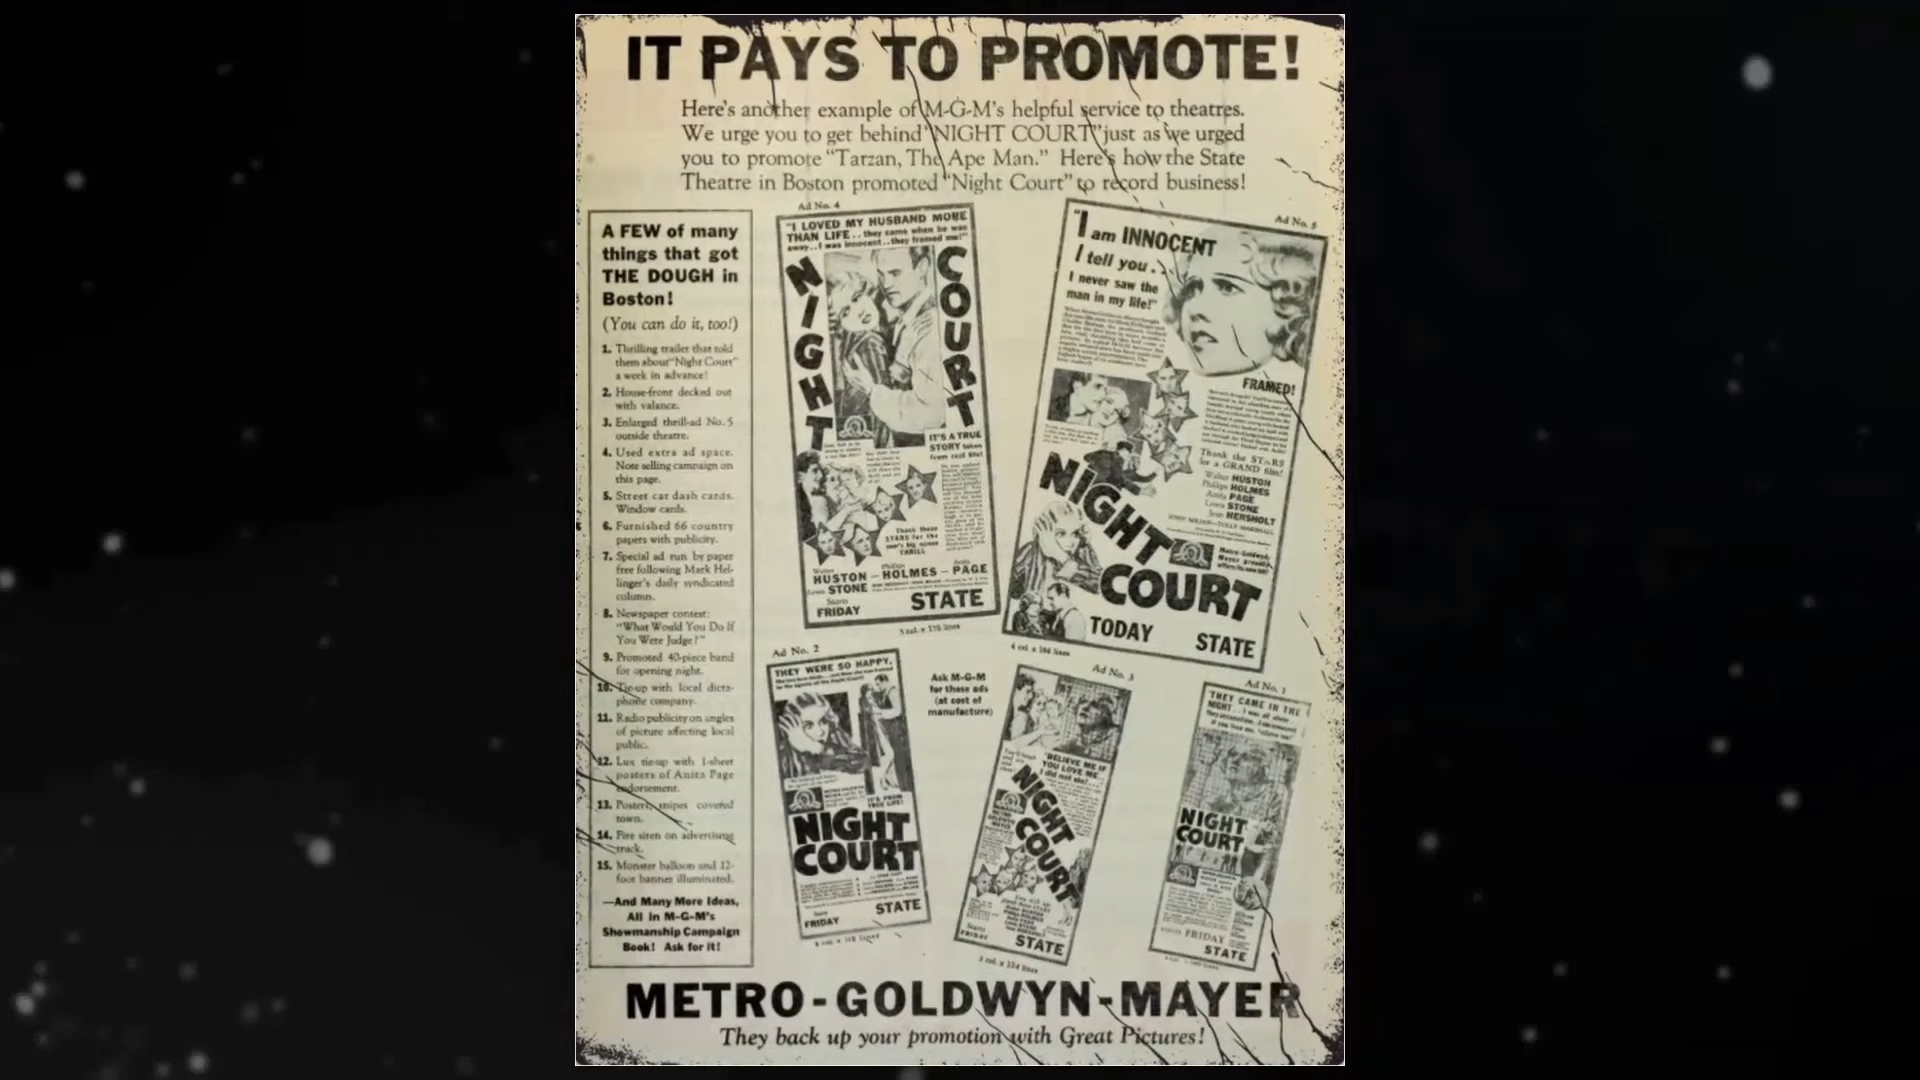 IT PAYS TO PROMOTE!
Here's another example of M-G-M's helpful service to theatres.
We urge you to get behind "NIGHT COURT" just as we urged
you to promote "Tarzan, The Ape Man." Here's how the State
Theatre in Boston promoted "Night Court" to record business!
A FEW of many
things that got
THE DOUGH in
Boston!
(You can do it, too!)
1. Thrilling trailer that told
them about "Night Court"
a week in advance!
2. House-front decked out
with valance.
3. Enlarged thrill-ad No. 5
outside theatre.
4. Used extra ad space.
Note selling campaign on
this page.
5. Street car dash cards.
Window cards.
6. Furnished 66 country
papers with publicity.
7. Special ad run by paper
free following Mark Hel-
linger's daily syndicated
column.
8. Newspaper contest:
"What Would You Do If
You Were Judge?"
9. Promoted 40-piece band
for opening night.
10. Tie-up with local dicta-
phone company.
11. Radio publicity on angles
of picture affecting local
public.
12. Lux tie-up with 1-sheet
posters of Anita Page
endorsement.
13. Posters, snipes covered
town.
14. Fire siren on advertising
truck.
15. Monster balloon and 12-
foot banner illuminated.
—And Many More Ideas,
All in M-G-M's
Showmanship Campaign
Book! Ask for it!
Ad No. 4
"I LOVED MY HUSBAND MORE
THAN LIFE.. they came when he was
away...I was innocent..they framed me!"
NIGHT
COURT
IT'S A TRUE
STORY taken
from real life!
Thank these
STARS for the
year's big screen
THRILL
Walter Phillips Anita
HUSTON — HOLMES — PAGE
Lewis STONE
Starts
FRIDAY STATE
Ad No. 5
"I am INNOCENT
I tell you..
I never saw the
man in my life!"
FRAMED!
Thank the STARS
for a GRAND film!
Walter HUSTON
Phillips HOLMES
Anita PAGE
Lewis STONE
Jean HERSHOLT
NIGHT
COURT
Metro-Goldwyn-
Mayer proudly
TODAY STATE
4 col. x 184 lines
Ad No. 2
THEY WERE SO HAPPY,
IT'S FROM
TRUE LIFE!
NIGHT
COURT
FRIDAY STATE
Ask M-G-M
for these ads
(at cost of
manufacture)
Ad No. 3
"BELIEVE ME IF
YOU LOVE ME..
I did not sin!
NIGHT
COURT
Starts
FRIDAY STATE
Ad No. 1
THEY CAME IN THE
NIGHT
NIGHT
COURT
FRIDAY
STATE
METRO-GOLDWYN-MAYER
They back up your promotion with Great Pictures!